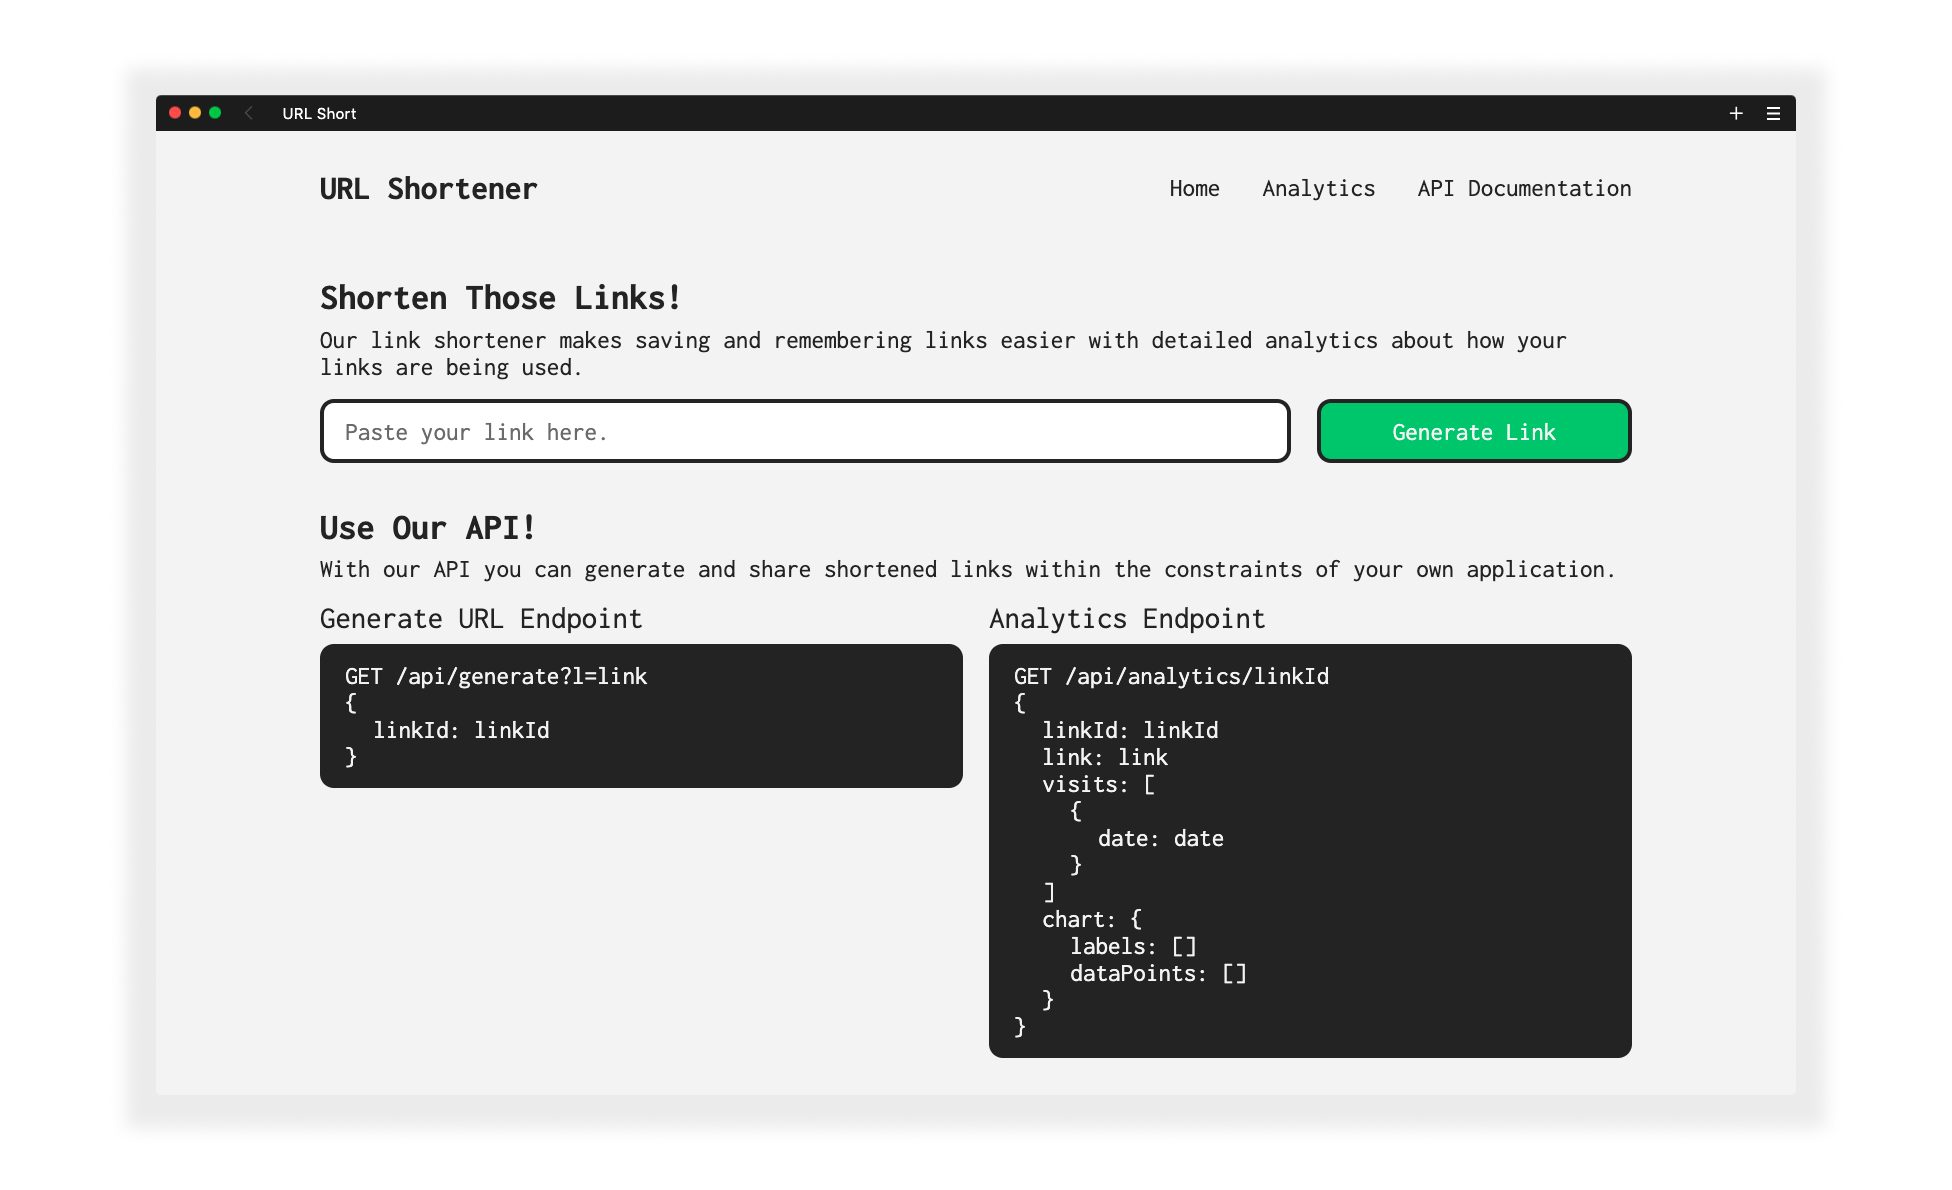 URL Short
URL Shortener
Home
Analytics
API Documentation
Shorten Those Links!
Our link shortener makes saving and remembering links easier with detailed analytics about how your
links are being used.
Paste your link here.
Generate Link
Use Our API!
With our API you can generate and share shortened links within the constraints of your own application.
Generate URL Endpoint
GET /api/generate?l=link
{
linkId: linkId
}
Analytics Endpoint
GET /api/analytics/linkId
{
linkId: linkId
link: link
visits: [
{
date: date
}
]
chart: {
labels: []
dataPoints: []
}
}